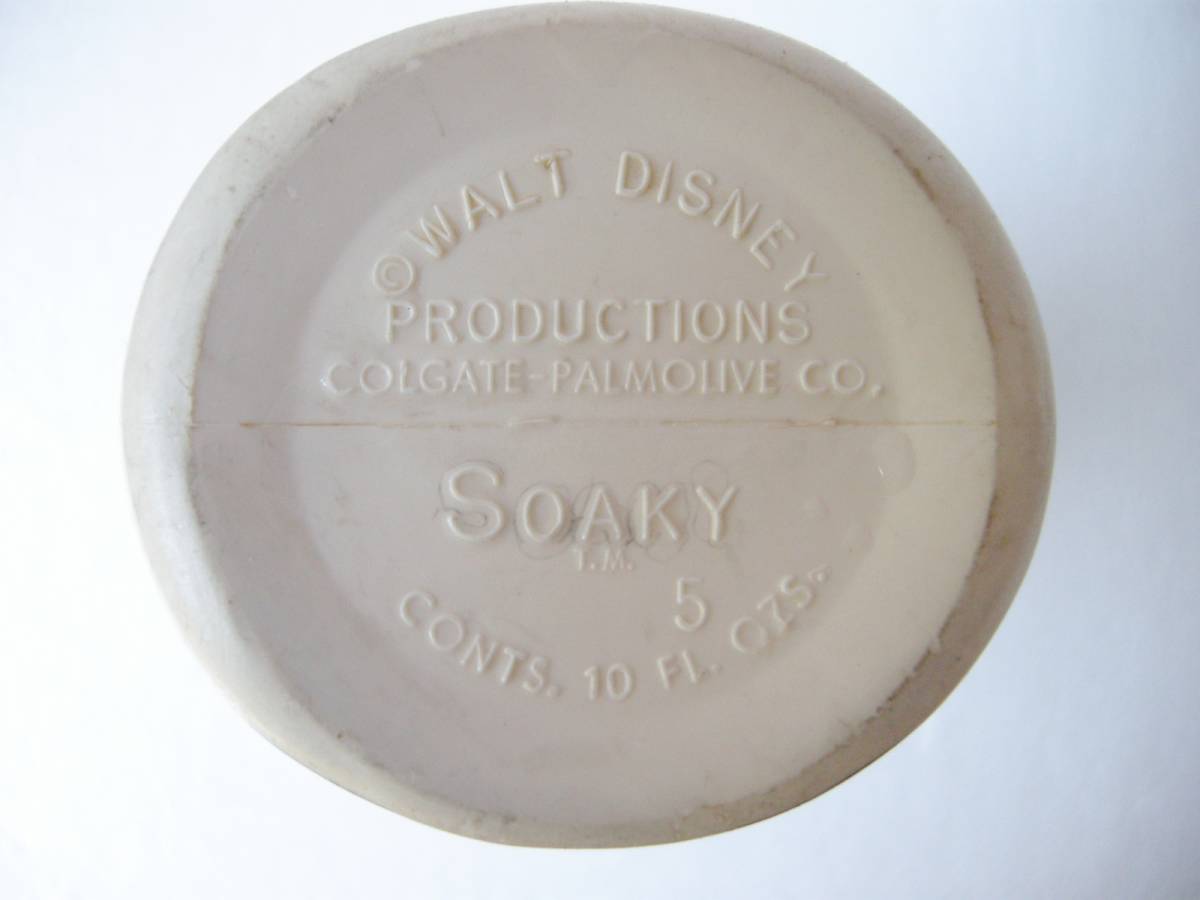 © WALT DISNEY
PRODUCTIONS
COLGATE-PALMOLIVE CO.
SOAKY
T.M.
5
CONTS. 10 FL. OZS.